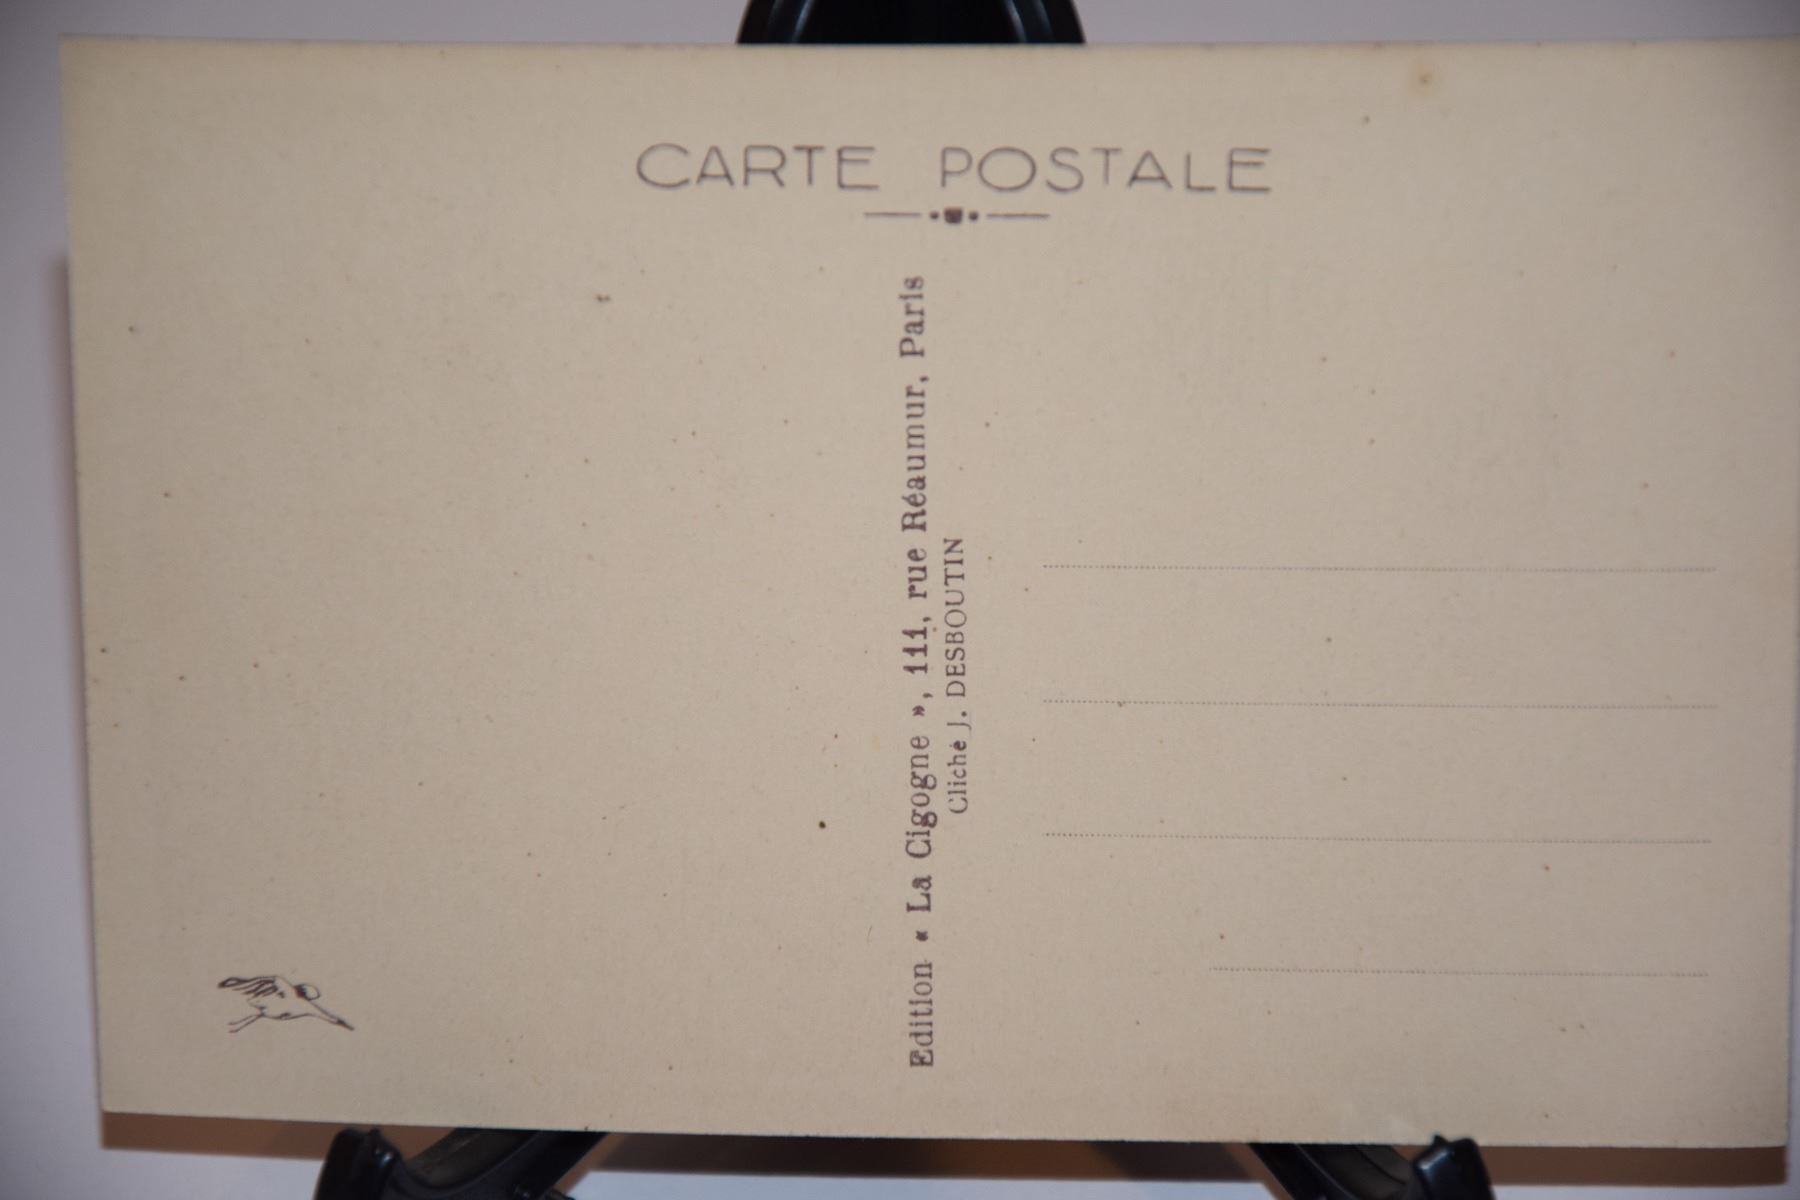 CARTE POSTALE
Edition « La Cigogne », 111, rue Réaumur, Paris
Cliché J. DESBOUTIN